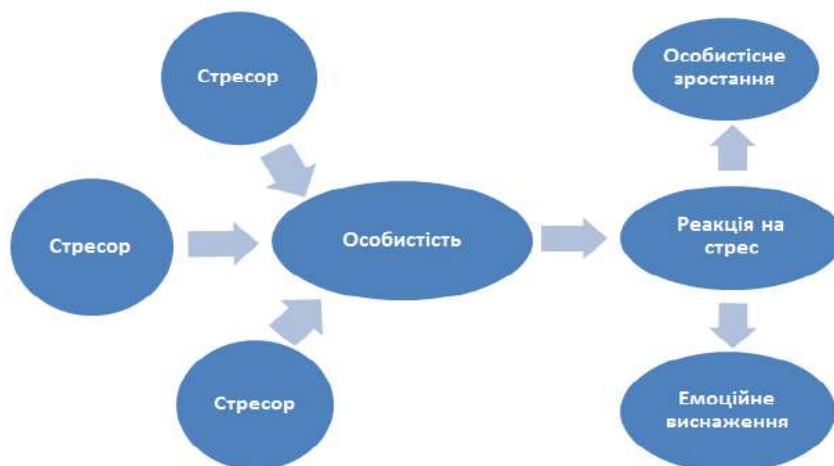 Стресор
Стресор
Стресор
Особистість
Реакція на
стрес
Особистісне
зростання
Емоційне
виснаження